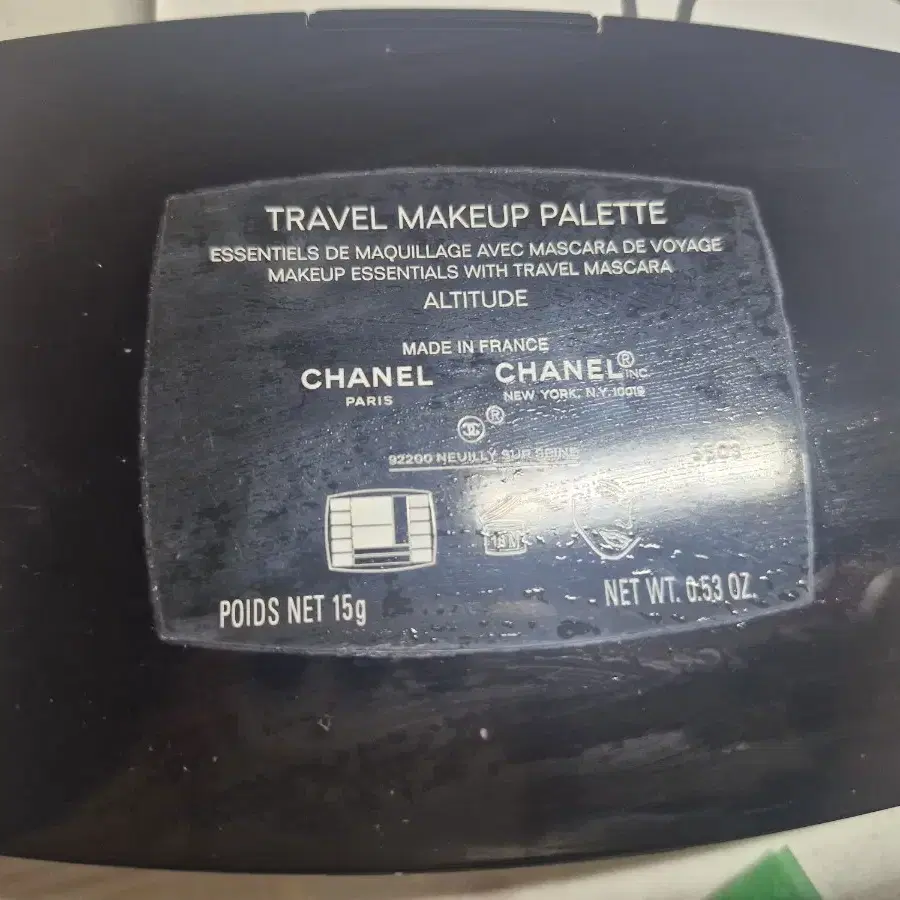 TRAVEL MAKEUP PALETTE
ESSENTIELS DE MAQUILLAGE AVEC MASCARA DE VOYAGE
MAKEUP ESSENTIALS WITH TRAVEL MASCARA
ALTITUDE
MADE IN FRANCE
CHANEL CHANEL® INC.
PARIS NEW YORK, N.Y. 10019
®
92200 NEUILLY SUR SEINE
18M
POIDS NET 15g NET WT. 0.53 OZ.